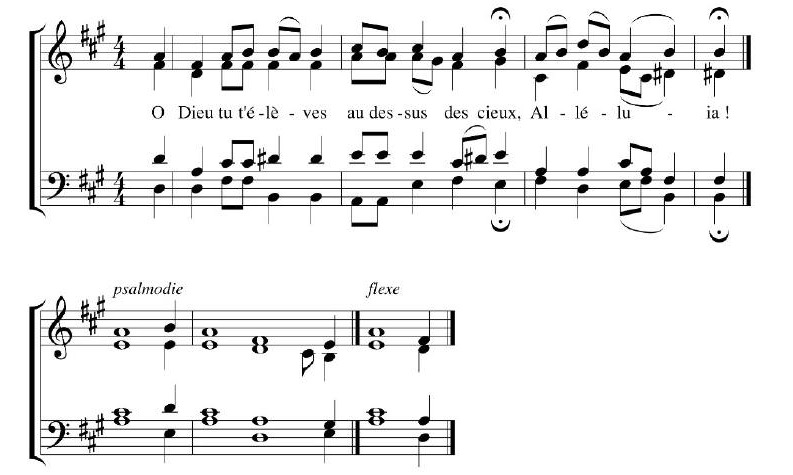 O Dieu tu t'é - lè - ves au des - sus des cieux, Al - lé - lu - ia !
psalmodie flexe